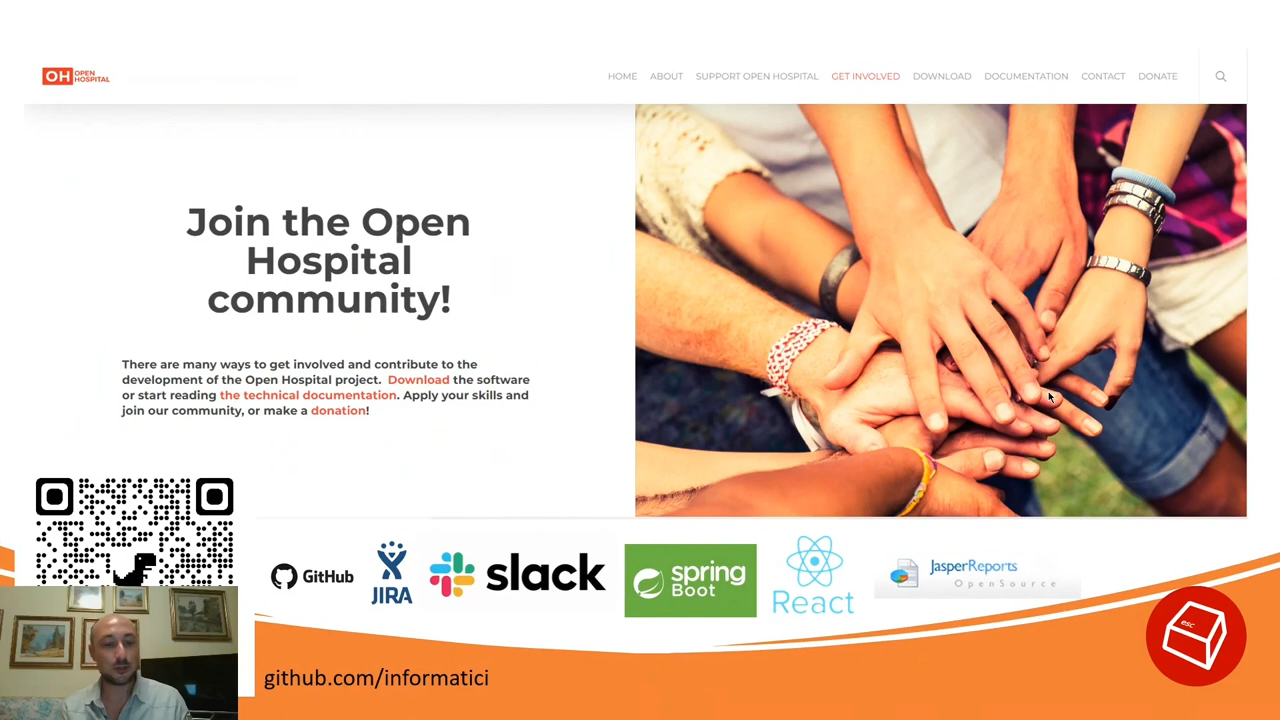 OH OPEN HOSPITAL
HOME ABOUT SUPPORT OPEN HOSPITAL GET INVOLVED DOWNLOAD DOCUMENTATION CONTACT DONATE
Join the Open
Hospital
community!
There are many ways to get involved and contribute to the
development of the Open Hospital project. Download the software
or start reading the technical documentation. Apply your skills and
join our community, or make a donation!
GitHub
JIRA
slack
spring
Boot
React
JasperReports
OpenSource
esc
github.com/informatici